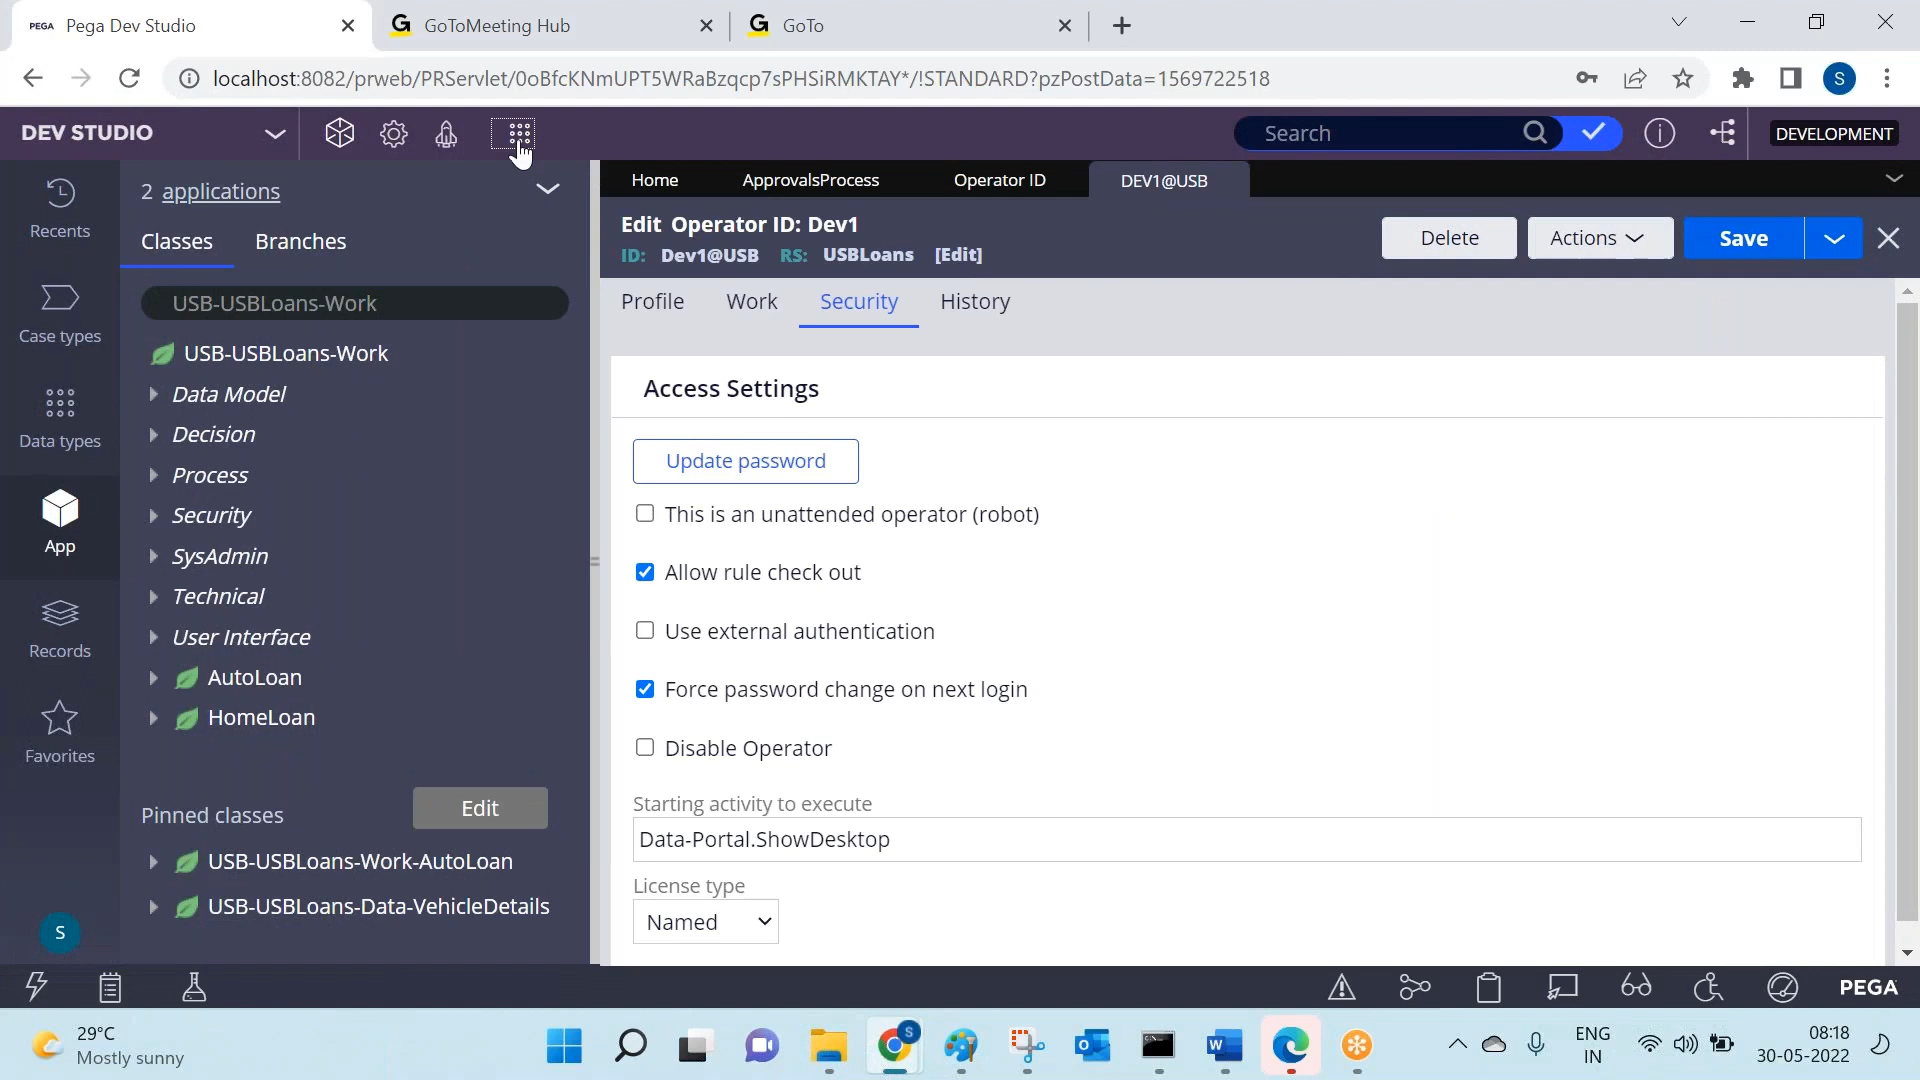 PEGA Pega Dev Studio
GoToMeeting Hub
GoTo
localhost:8082/prweb/PRServlet/0oBfcKNmUPT5WRaBzqcp7sPHSiRMKTAY*/!STANDARD?pzPostData=1569722518
S
DEV STUDIO
Search
DEVELOPMENT
Recents
Case types
Data types
App
Records
Favorites
S
2 applications
Classes
Branches
USB-USBLoans-Work
USB-USBLoans-Work
Data Model
Decision
Process
Security
SysAdmin
Technical
User Interface
AutoLoan
HomeLoan
Pinned classes
Edit
USB-USBLoans-Work-AutoLoan
USB-USBLoans-Data-VehicleDetails
Home
ApprovalsProcess
Operator ID
DEV1@USB
Edit Operator ID: Dev1
ID: Dev1@USB RS: USBLoans [Edit]
Delete
Actions
Save
Profile
Work
Security
History
Access Settings
Update password
This is an unattended operator (robot)
Allow rule check out
Use external authentication
Force password change on next login
Disable Operator
Starting activity to execute
Data-Portal.ShowDesktop
License type
Named
PEGA
29°C
Mostly sunny
S
ENG
IN
08:18
30-05-2022